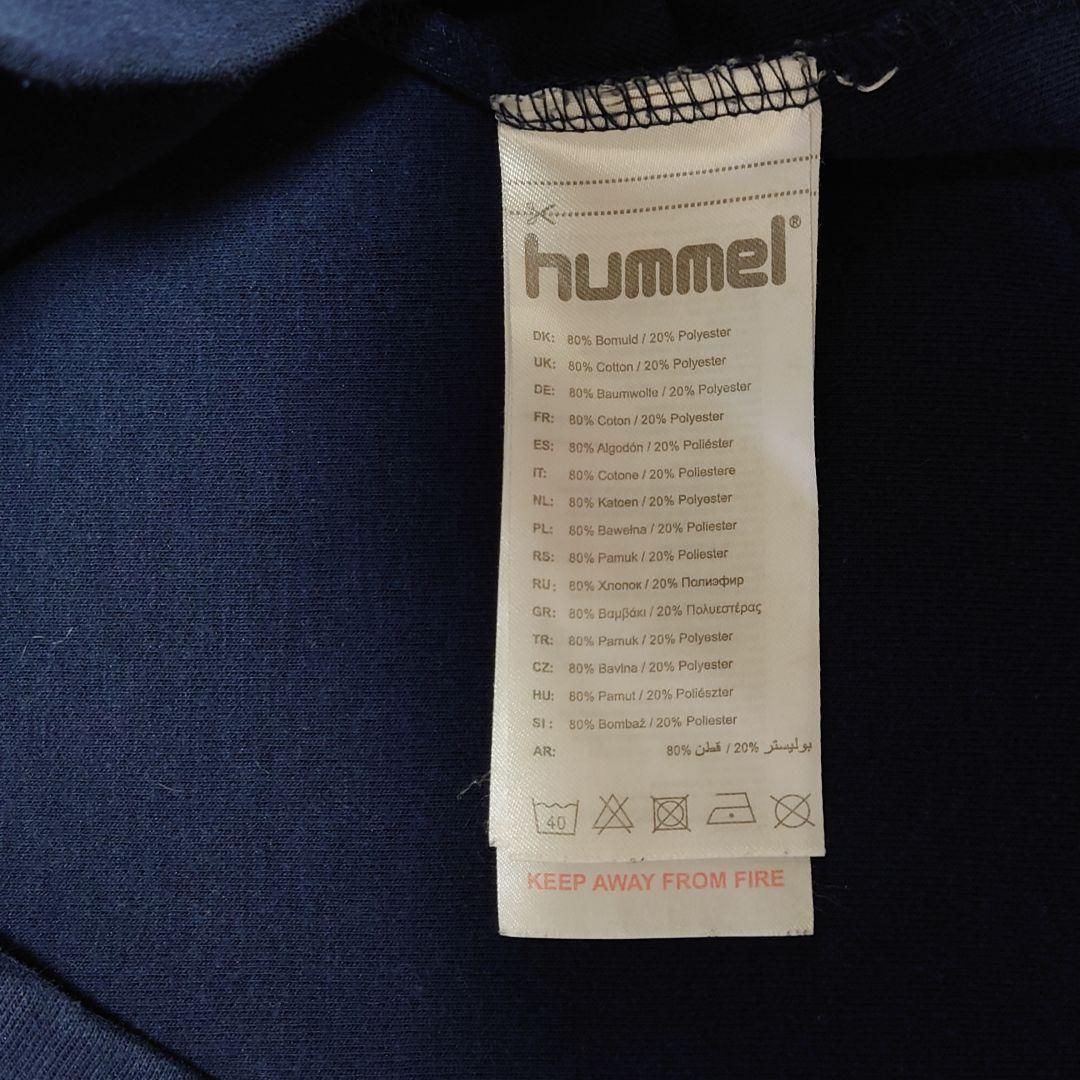 hummel®
DK: 80% Bomuld / 20% Polyester
UK: 80% Cotton / 20% Polyester
DE: 80% Baumwolle / 20% Polyester
FR: 80% Coton / 20% Polyester
ES: 80% Algodón / 20% Poliéster
IT: 80% Cotone / 20% Poliestere
NL: 80% Katoen / 20% Polyester
PL: 80% Bawełna / 20% Poliester
RS: 80% Pamuk / 20% Poliester
RU: 80% Хлопок / 20% Полиэфир
GR: 80% Βαμβάκι / 20% Πολυεστέρας
TR: 80% Pamuk / 20% Polyester
CZ: 80% Bavlna / 20% Polyester
HU: 80% Pamut / 20% Poliészter
SI: 80% Bombaž / 20% Poliester
AR: 80% قطن / 20% بوليستر
40
KEEP AWAY FROM FIRE